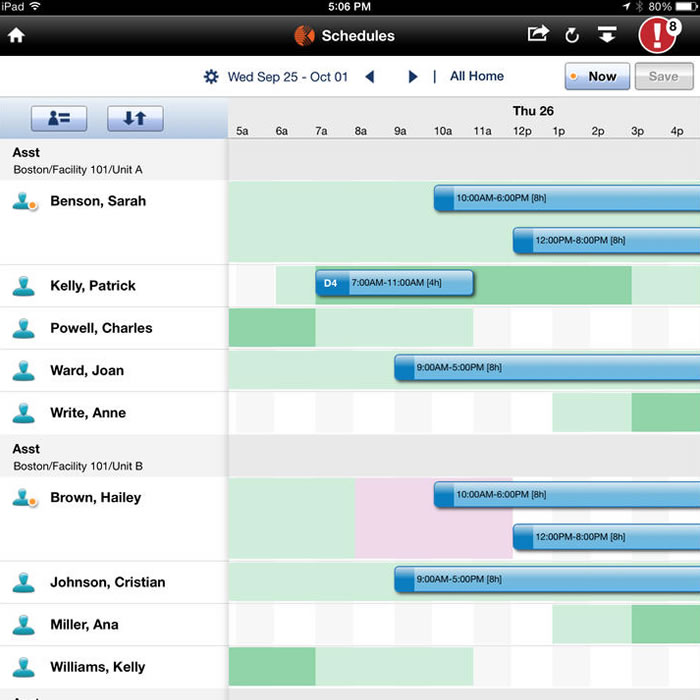 iPad 5:06 PM 80%
Schedules 8
Wed Sep 25 - Oct 01 | All Home Now Save
Thu 26
5a 6a 7a 8a 9a 10a 11a 12p 1p 2p 3p 4p
Asst
Boston/Facility 101/Unit A
Benson, Sarah 10:00AM-6:00PM [8h]
12:00PM-8:00PM [8h]
Kelly, Patrick D4 7:00AM-11:00AM [4h]
Powell, Charles
Ward, Joan 9:00AM-5:00PM [8h]
Write, Anne
Asst
Boston/Facility 101/Unit B
Brown, Hailey 10:00AM-6:00PM [8h]
12:00PM-8:00PM [8h]
Johnson, Cristian 9:00AM-5:00PM [8h]
Miller, Ana
Williams, Kelly